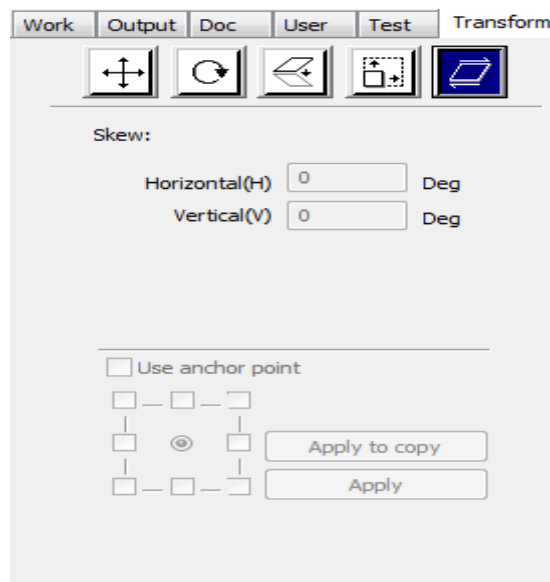 Work Output Doc User Test Transform
Skew:
Horizontal(H) 0 Deg
Vertical(V) 0 Deg
Use anchor point
Apply to copy
Apply